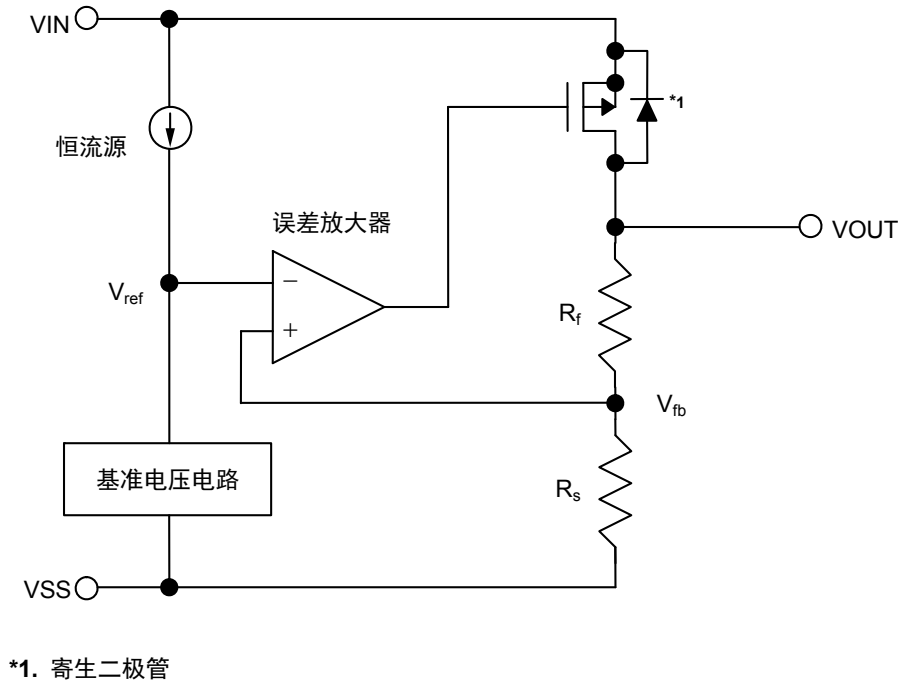 VIN
*1
恒流源
误差放大器
VOUT
Vref
−
+
Rf
Vfb
基准电压电路
Rs
VSS
*1. 寄生二极管